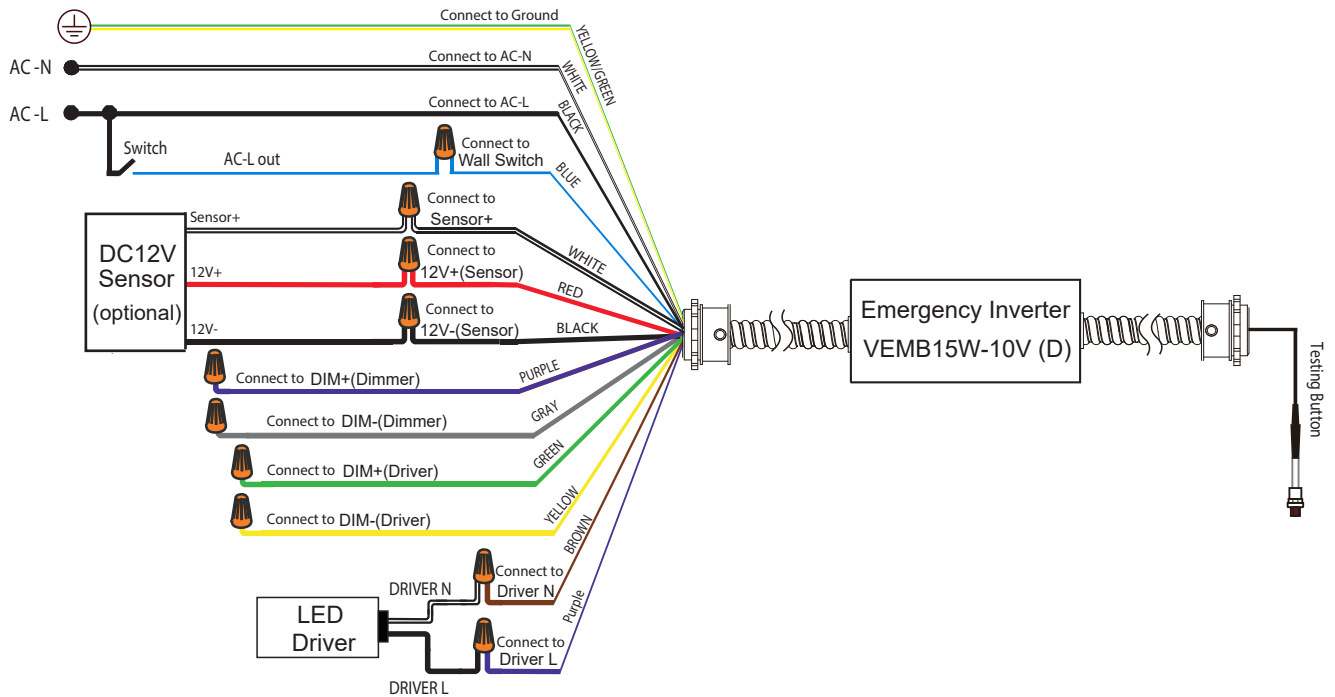 Connect to Ground
YELLOW/GREEN
AC-N
Connect to AC-N
WHITE
AC-L
Connect to AC-L
BLACK
Switch
AC-L out
Connect to
Wall Switch
BLUE
DC12V
Sensor
(optional)
Sensor+
Connect to
Sensor+
WHITE
12V+
Connect to
12V+(Sensor)
RED
12V-
Connect to
12V-(Sensor)
BLACK
Connect to DIM+(Dimmer)
PURPLE
Connect to DIM-(Dimmer)
GRAY
Connect to DIM+(Driver)
GREEN
Connect to DIM-(Driver)
YELLOW
LED
Driver
DRIVER N
Connect to
Driver N
BROWN
DRIVER L
Connect to
Driver L
Purple
Emergency Inverter
VEMB15W-10V (D)
Testing Button